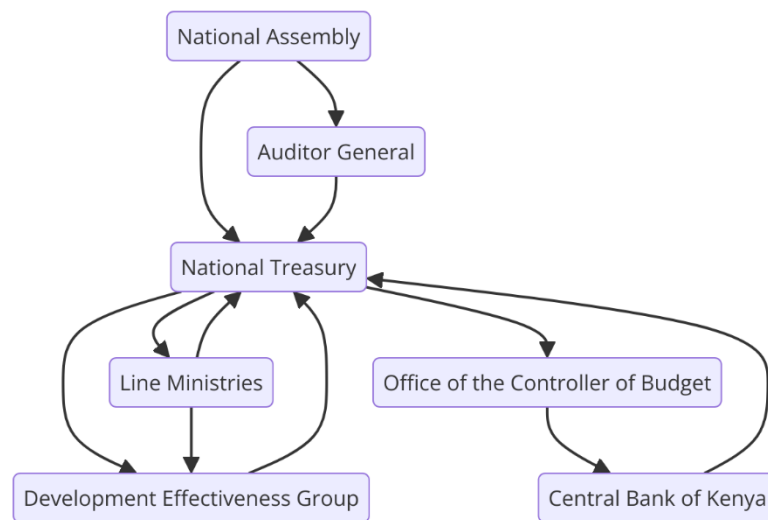 National Assembly
Auditor General
National Treasury
Line Ministries
Office of the Controller of Budget
Development Effectiveness Group
Central Bank of Kenya